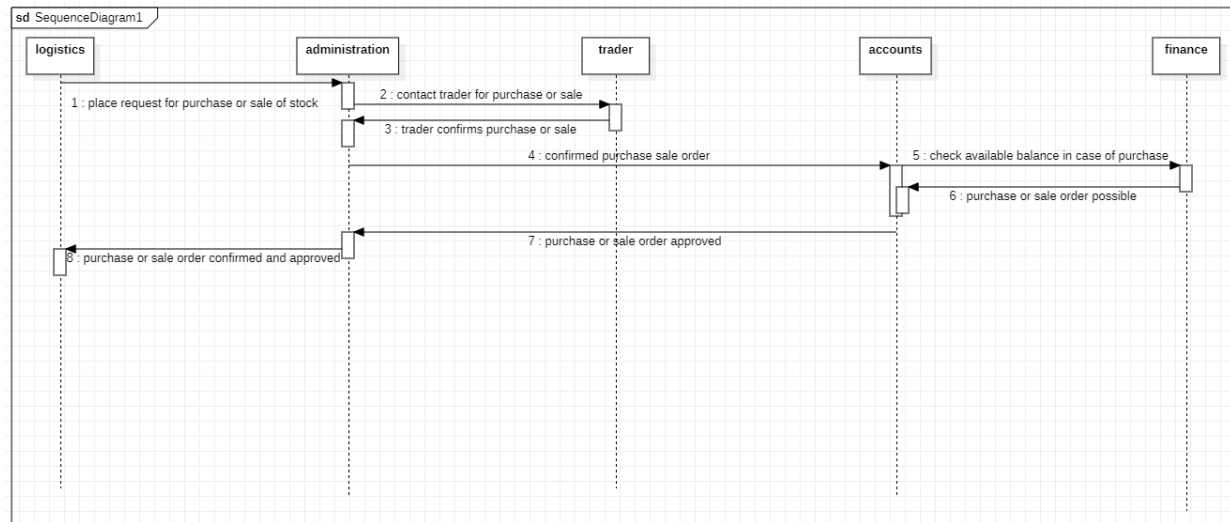 sd SequenceDiagram1
logistics
administration
trader
accounts
finance
1 : place request for purchase or sale of stock
2 : contact trader for purchase or sale
3 : trader confirms purchase or sale
4 : confirmed purchase sale order
5 : check available balance in case of purchase
6 : purchase or sale order possible
7 : purchase or sale order approved
8 : purchase or sale order confirmed and approved